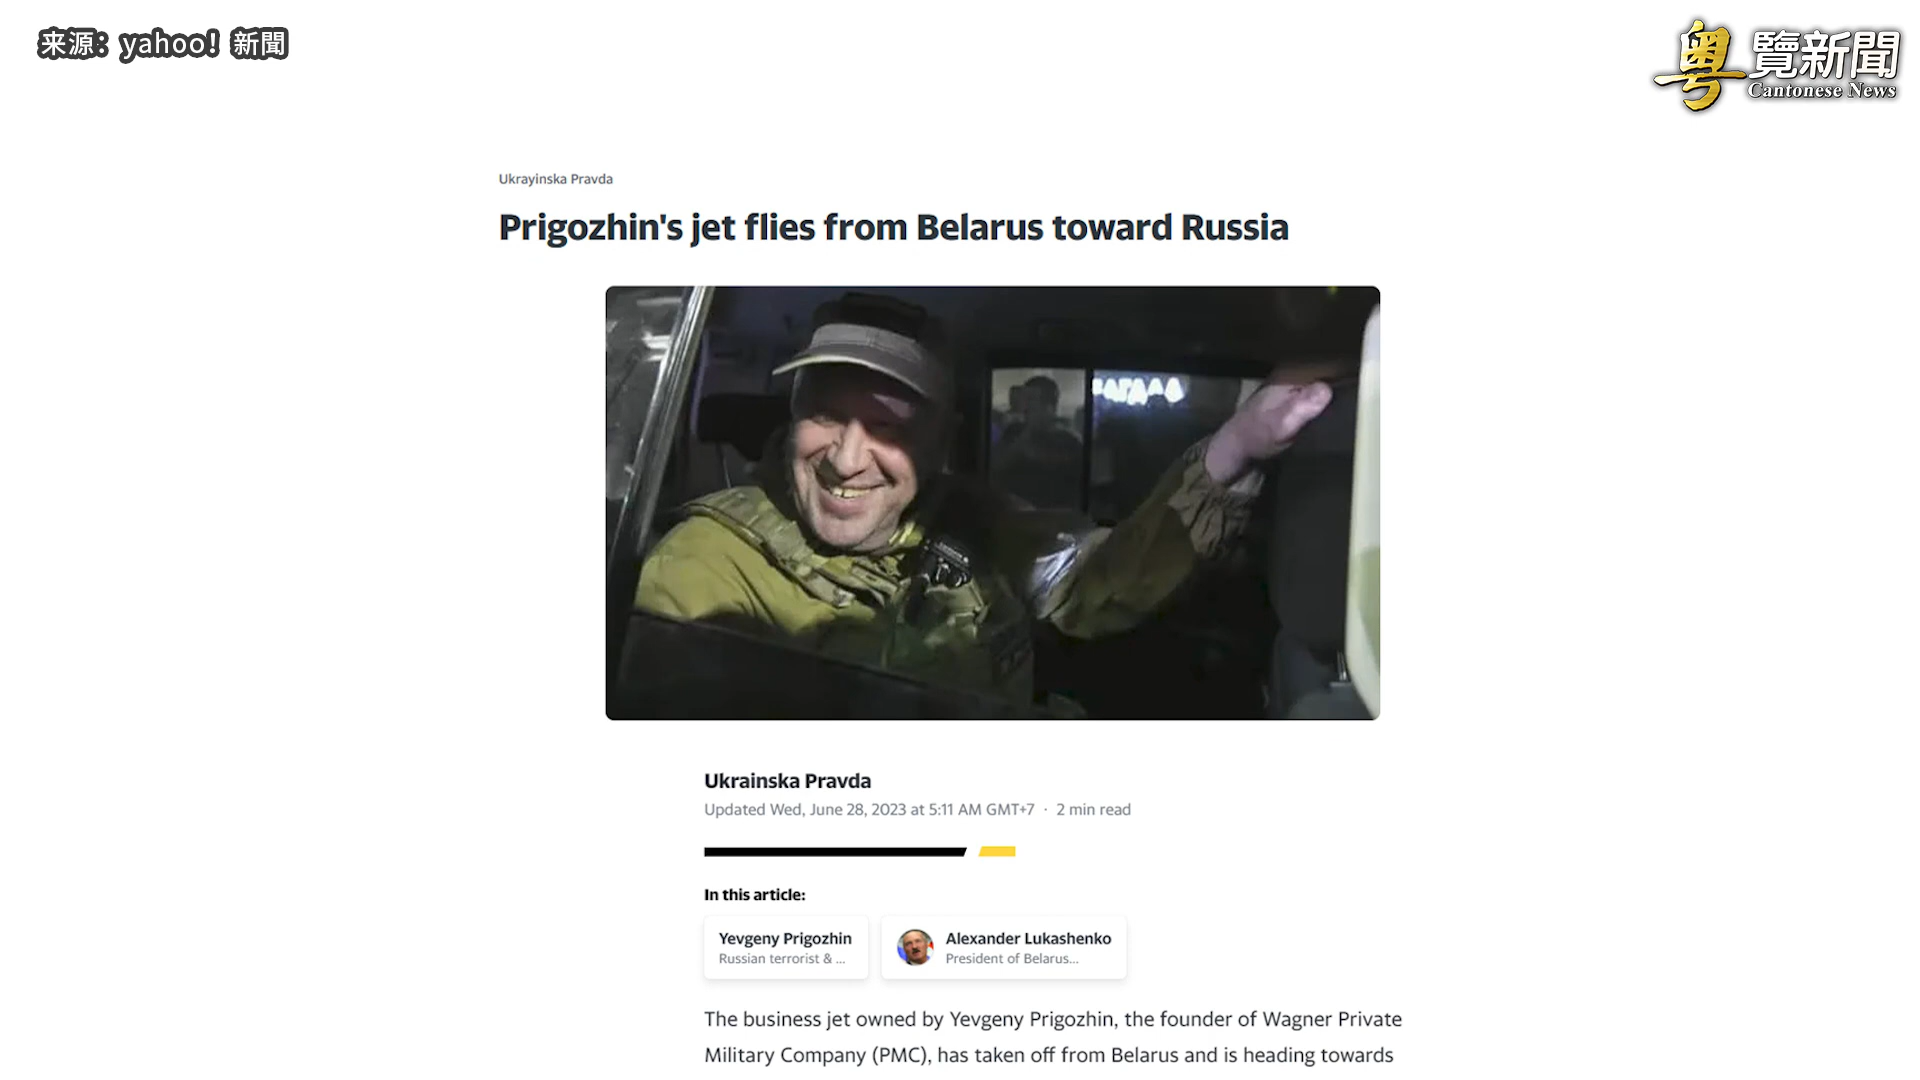 来源：yahoo！新聞
粤覽新聞
Cantonese News
Ukrayinska Pravda
Prigozhin's jet flies from Belarus toward Russia
Ukrainska Pravda
Updated Wed, June 28, 2023 at 5:11 AM GMT+7 · 2 min read
In this article:
Yevgeny Prigozhin
Russian terrorist & ...
Alexander Lukashenko
President of Belarus...
The business jet owned by Yevgeny Prigozhin, the founder of Wagner Private
Military Company (PMC), has taken off from Belarus and is heading towards